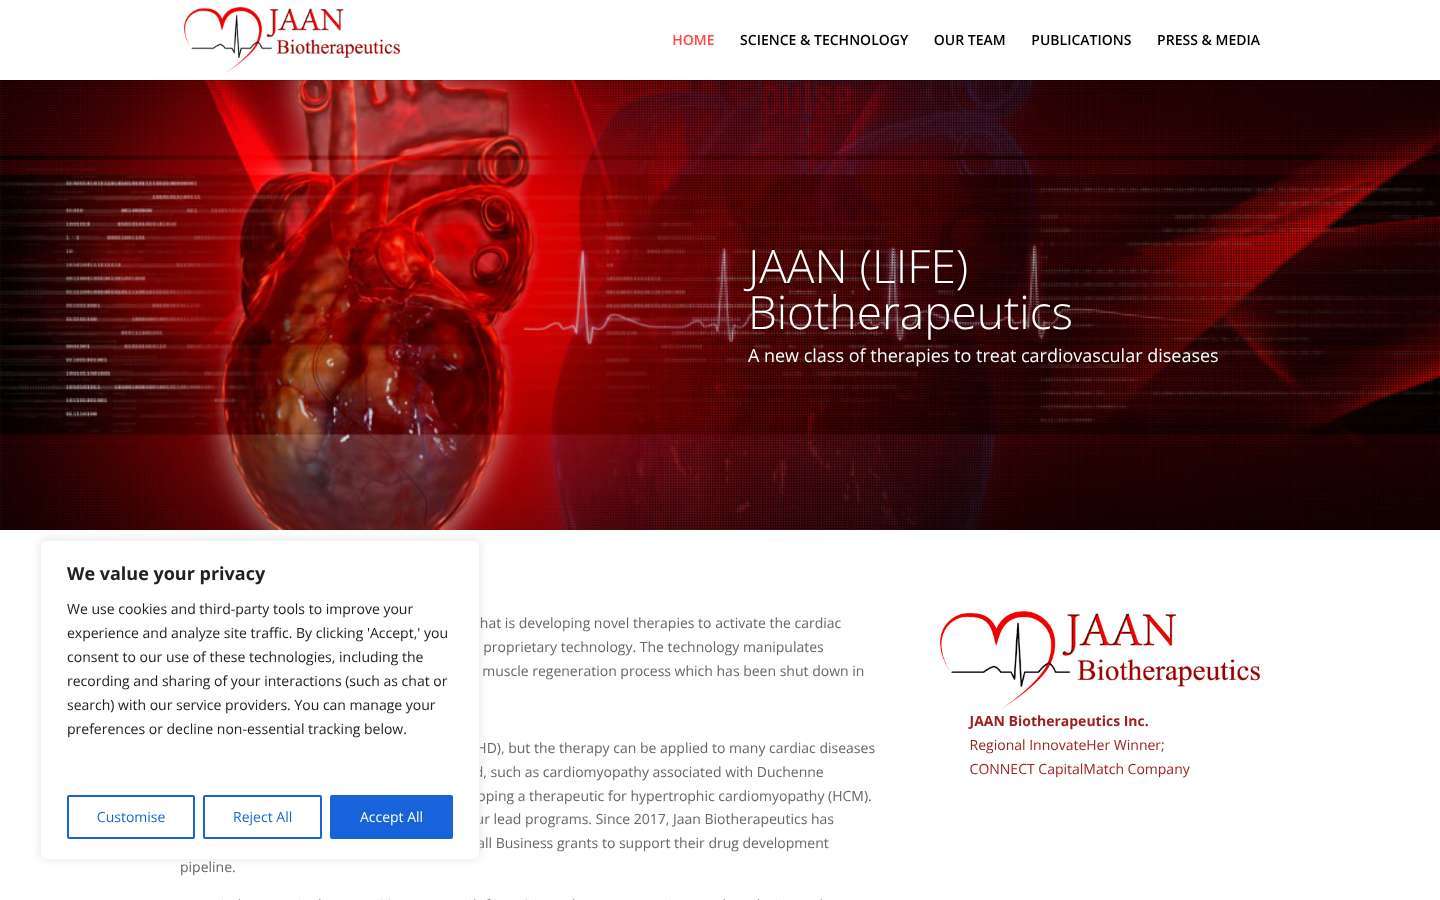 JAAN
Biotherapeutics
HOME SCIENCE & TECHNOLOGY OUR TEAM PUBLICATIONS PRESS & MEDIA
pulse
JAAN (LIFE)
Biotherapeutics
A new class of therapies to treat cardiovascular diseases
We value your privacy
We use cookies and third-party tools to improve your
experience and analyze site traffic. By clicking 'Accept,' you
consent to our use of these technologies, including the
recording and sharing of your interactions (such as chat or
search) with our service providers. You can manage your
preferences or decline non-essential tracking below.
Customise Reject All Accept All
that is developing novel therapies to activate the cardiac
proprietary technology. The technology manipulates
muscle regeneration process which has been shut down in
HD), but the therapy can be applied to many cardiac diseases
such as cardiomyopathy associated with Duchenne
oping a therapeutic for hypertrophic cardiomyopathy (HCM).
ur lead programs. Since 2017, Jaan Biotherapeutics has
all Business grants to support their drug development
pipeline.
JAAN
Biotherapeutics
JAAN Biotherapeutics Inc.
Regional InnovateHer Winner;
CONNECT CapitalMatch Company